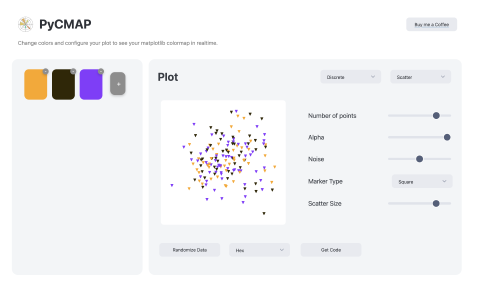 PyCMAP
Buy me a Coffee
Change colors and configure your plot to see your matplotlib colormap in realtime.
+
Plot
Discrete
Scatter
Number of points
Alpha
Noise
Marker Type
Square
Scatter Size
Randomize Data
Hex
Get Code